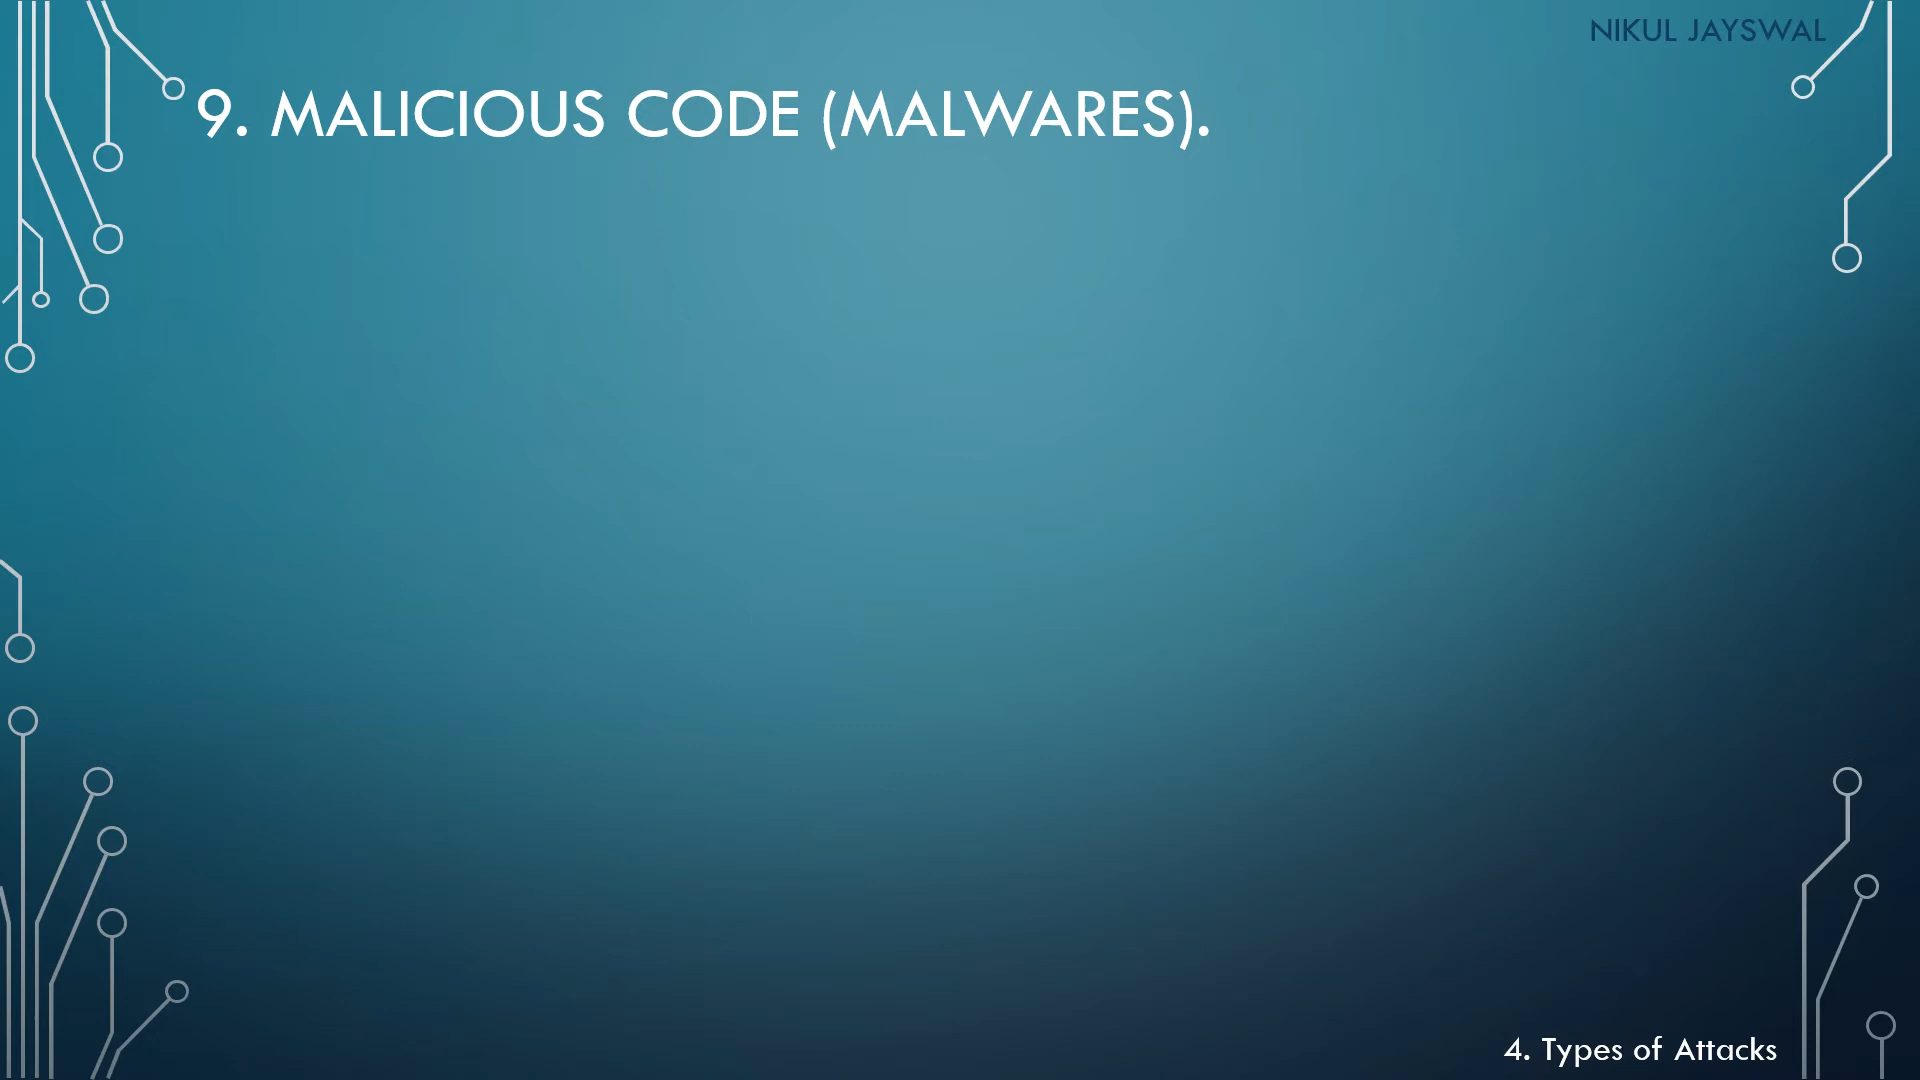 NIKUL JAYSWAL
9. MALICIOUS CODE (MALWARES).
4. Types of Attacks